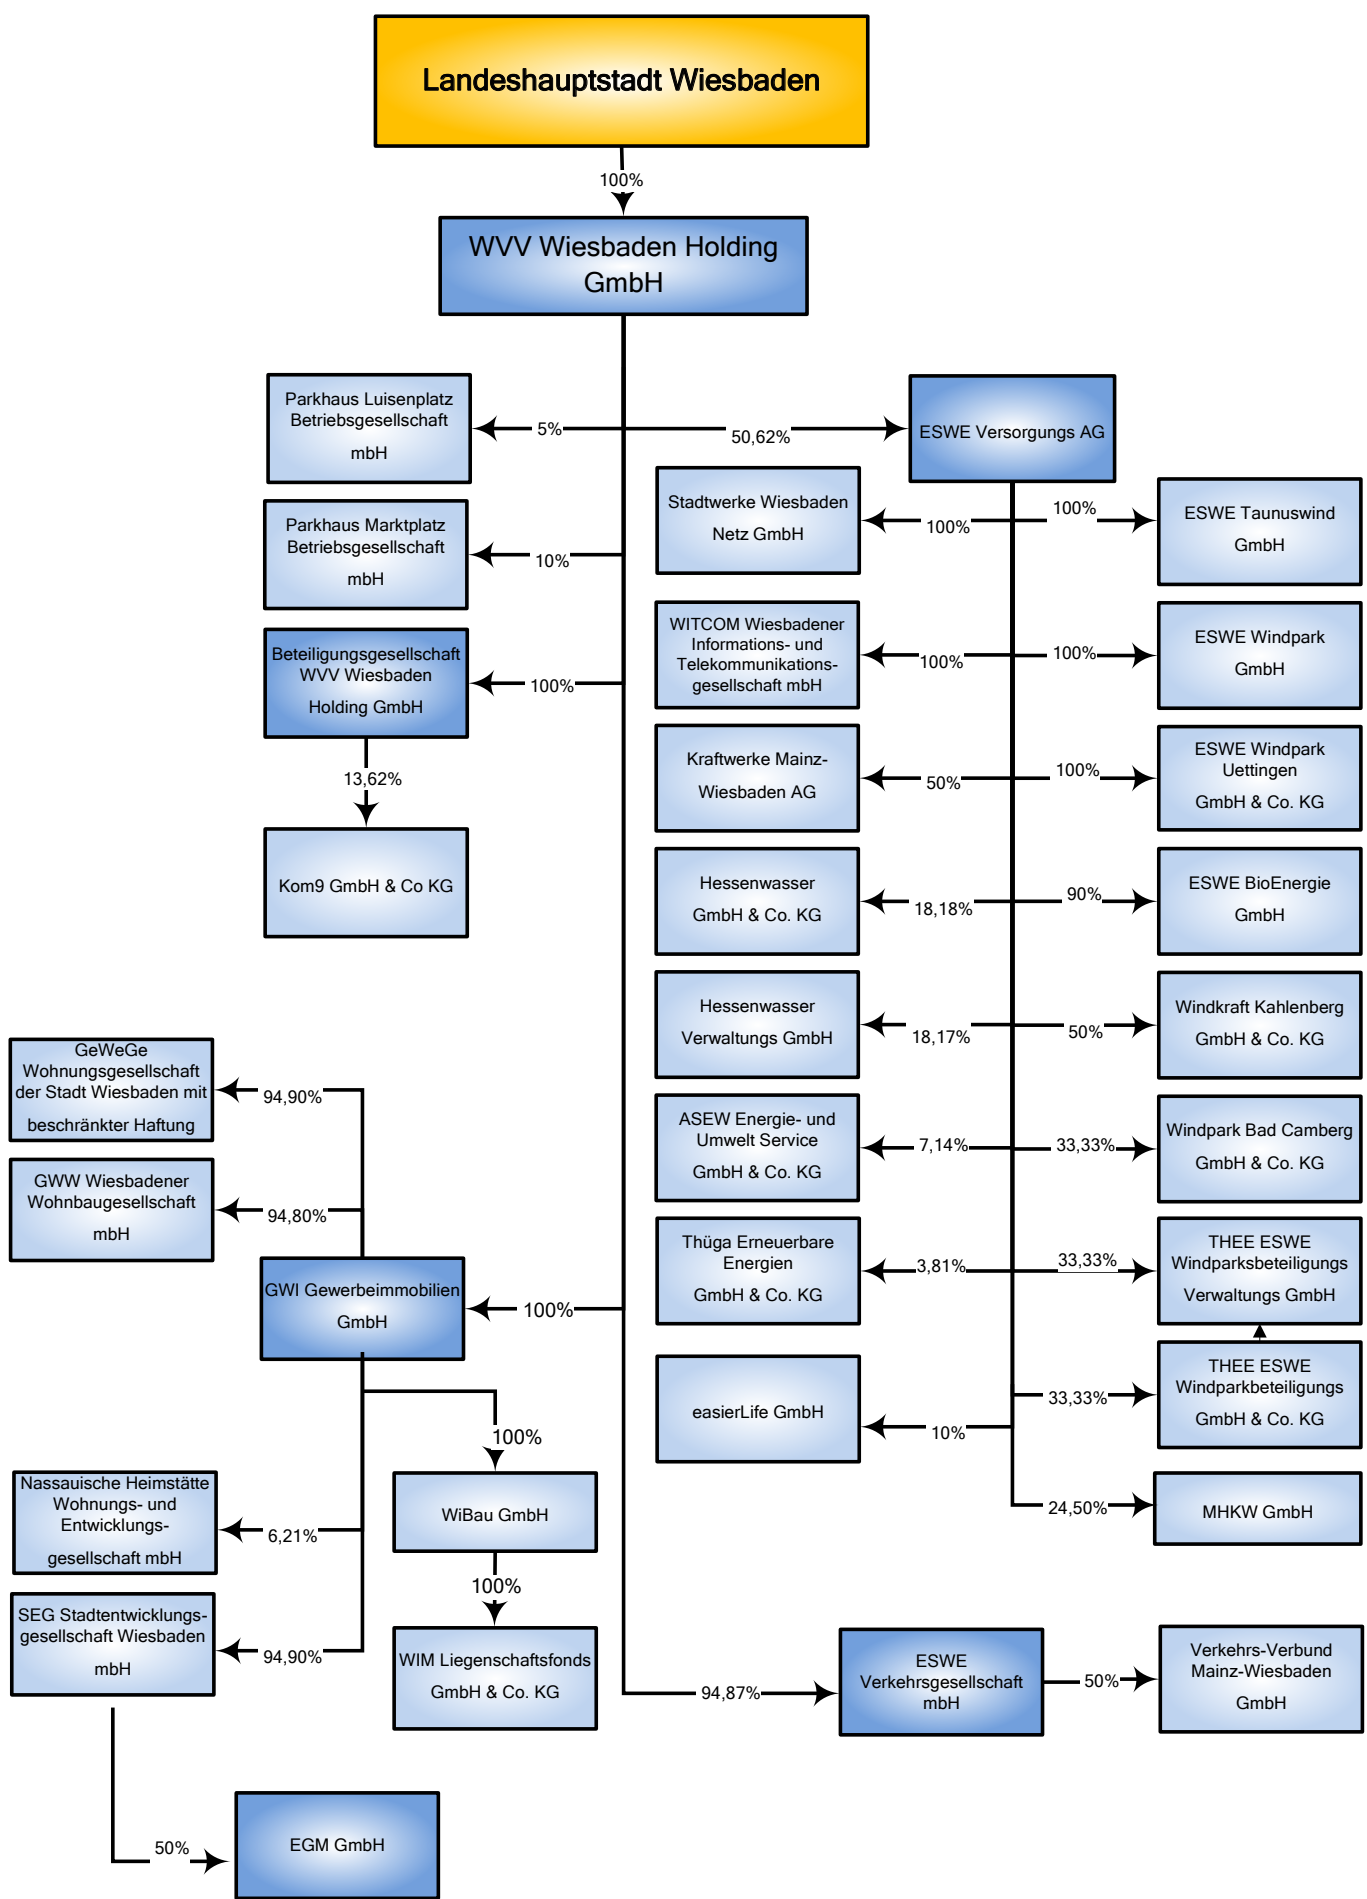 Landeshauptstadt Wiesbaden
100%
WVV Wiesbaden Holding
GmbH
Parkhaus Luisenplatz
Betriebsgesellschaft
mbH
5%
50,62%
ESWE Versorgungs AG
Parkhaus Marktplatz
Betriebsgesellschaft
mbH
10%
Beteiligungsgesellschaft
WVV Wiesbaden
Holding GmbH
100%
13,62%
Kom9 GmbH & Co KG
Stadtwerke Wiesbaden
Netz GmbH
100%
100%
ESWE Taunuswind
GmbH
WITCOM Wiesbadener
Informations- und
Telekommunikations-
gesellschaft mbH
100%
100%
ESWE Windpark
GmbH
Kraftwerke Mainz-
Wiesbaden AG
50%
100%
ESWE Windpark
Uettingen
GmbH & Co. KG
Hessenwasser
GmbH & Co. KG
18,18%
90%
ESWE BioEnergie
GmbH
Hessenwasser
Verwaltungs GmbH
18,17%
50%
Windkraft Kahlenberg
GmbH & Co. KG
ASEW Energie- und
Umwelt Service
GmbH & Co. KG
7,14%
33,33%
Windpark Bad Camberg
GmbH & Co. KG
Thüga Erneuerbare
Energien
GmbH & Co. KG
3,81%
33,33%
THEE ESWE
Windparksbeteiligungs
Verwaltungs GmbH
easierLife GmbH
10%
33,33%
THEE ESWE
Windparkbeteiligungs
GmbH & Co. KG
24,50%
MHKW GmbH
GeWeGe
Wohnungsgesellschaft
der Stadt Wiesbaden mit
beschränkter Haftung
94,90%
GWW Wiesbadener
Wohnbaugesellschaft
mbH
94,80%
GWI Gewerbeimmobilien
GmbH
100%
Nassauische Heimstätte
Wohnungs- und
Entwicklungs-
gesellschaft mbH
6,21%
100%
WiBau GmbH
100%
WIM Liegenschaftsfonds
GmbH & Co. KG
SEG Stadtentwicklungs-
gesellschaft Wiesbaden
mbH
94,90%
50%
EGM GmbH
94,87%
ESWE
Verkehrsgesellschaft
mbH
50%
Verkehrs-Verbund
Mainz-Wiesbaden
GmbH